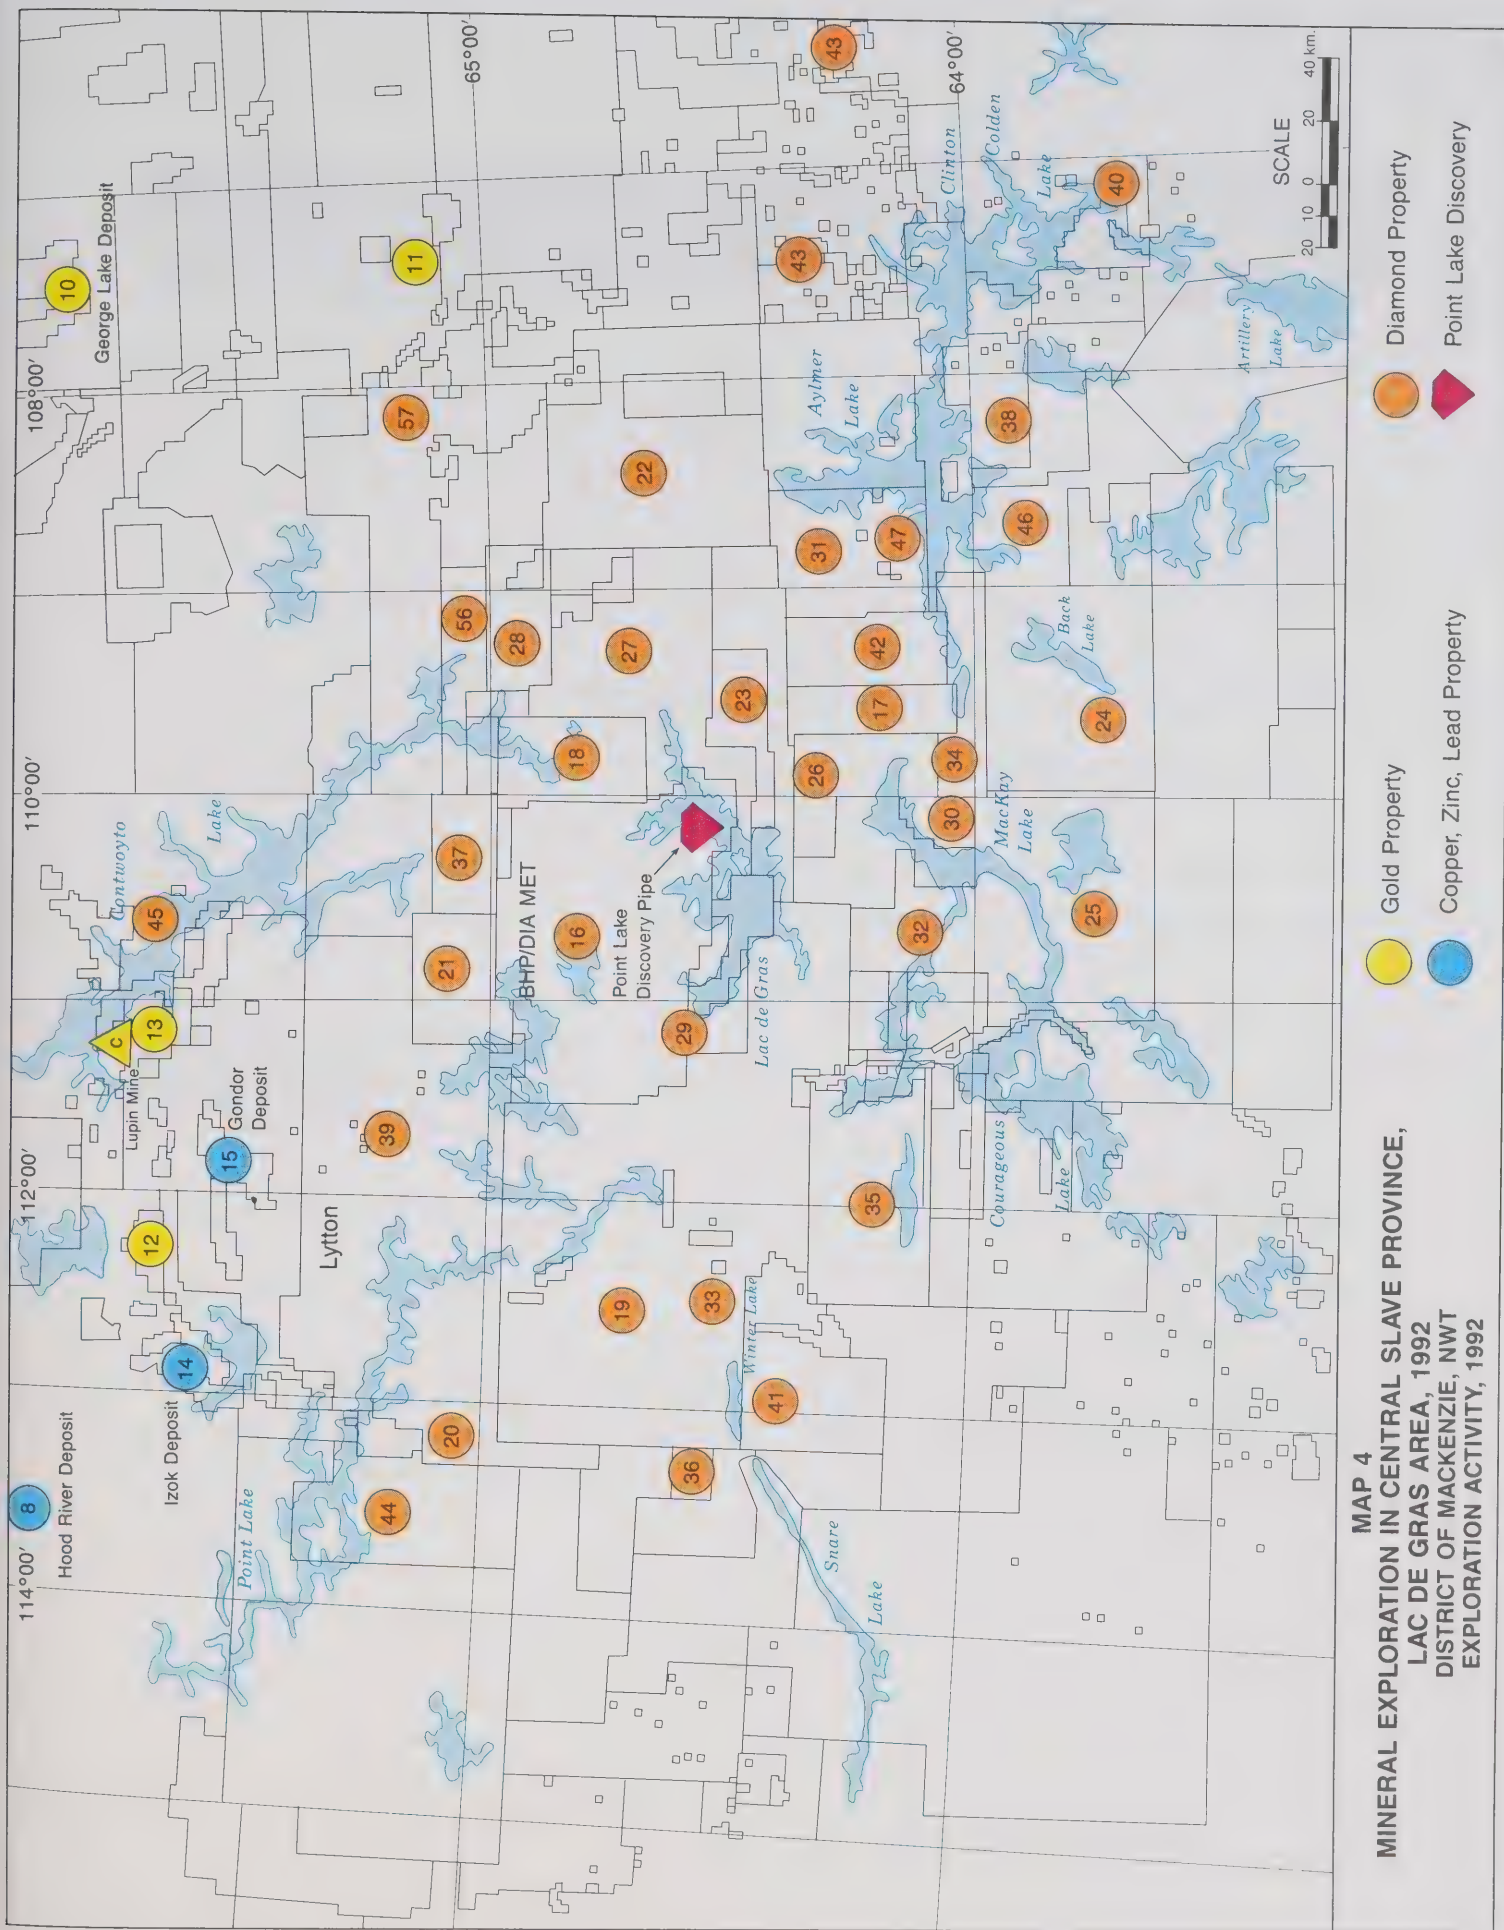 114°00′
112°00′
110°00′
108°00′
65°00′
64°00′
8
Hood River Deposit
10
George Lake Deposit
Lupin Mine
C
13
45
Contwoyto
Lake
12
15
Gondor
Deposit
14
Izok Deposit
Point Lake
Lytton
11
57
44
20
39
21
37
56
28
BHP/DIA MET
16
18
27
22
Point Lake
Discovery Pipe
19
33
36
29
23
Lac de Gras
Winter Lake
41
Snare
Lake
35
26
17
42
31
47
Aylmer
Lake
43
43
32
30
34
MacKay
Lake
Courageous
Lake
25
24
Back
Lake
46
38
Clinton
Colden
Lake
40
Artillery
Lake
SCALE
20 10 0 20 40 km.
MAP 4
MINERAL EXPLORATION IN CENTRAL SLAVE PROVINCE,
LAC DE GRAS AREA, 1992
DISTRICT OF MACKENZIE, NWT
EXPLORATION ACTIVITY, 1992
Gold Property
Copper, Zinc, Lead Property
Diamond Property
Point Lake Discovery